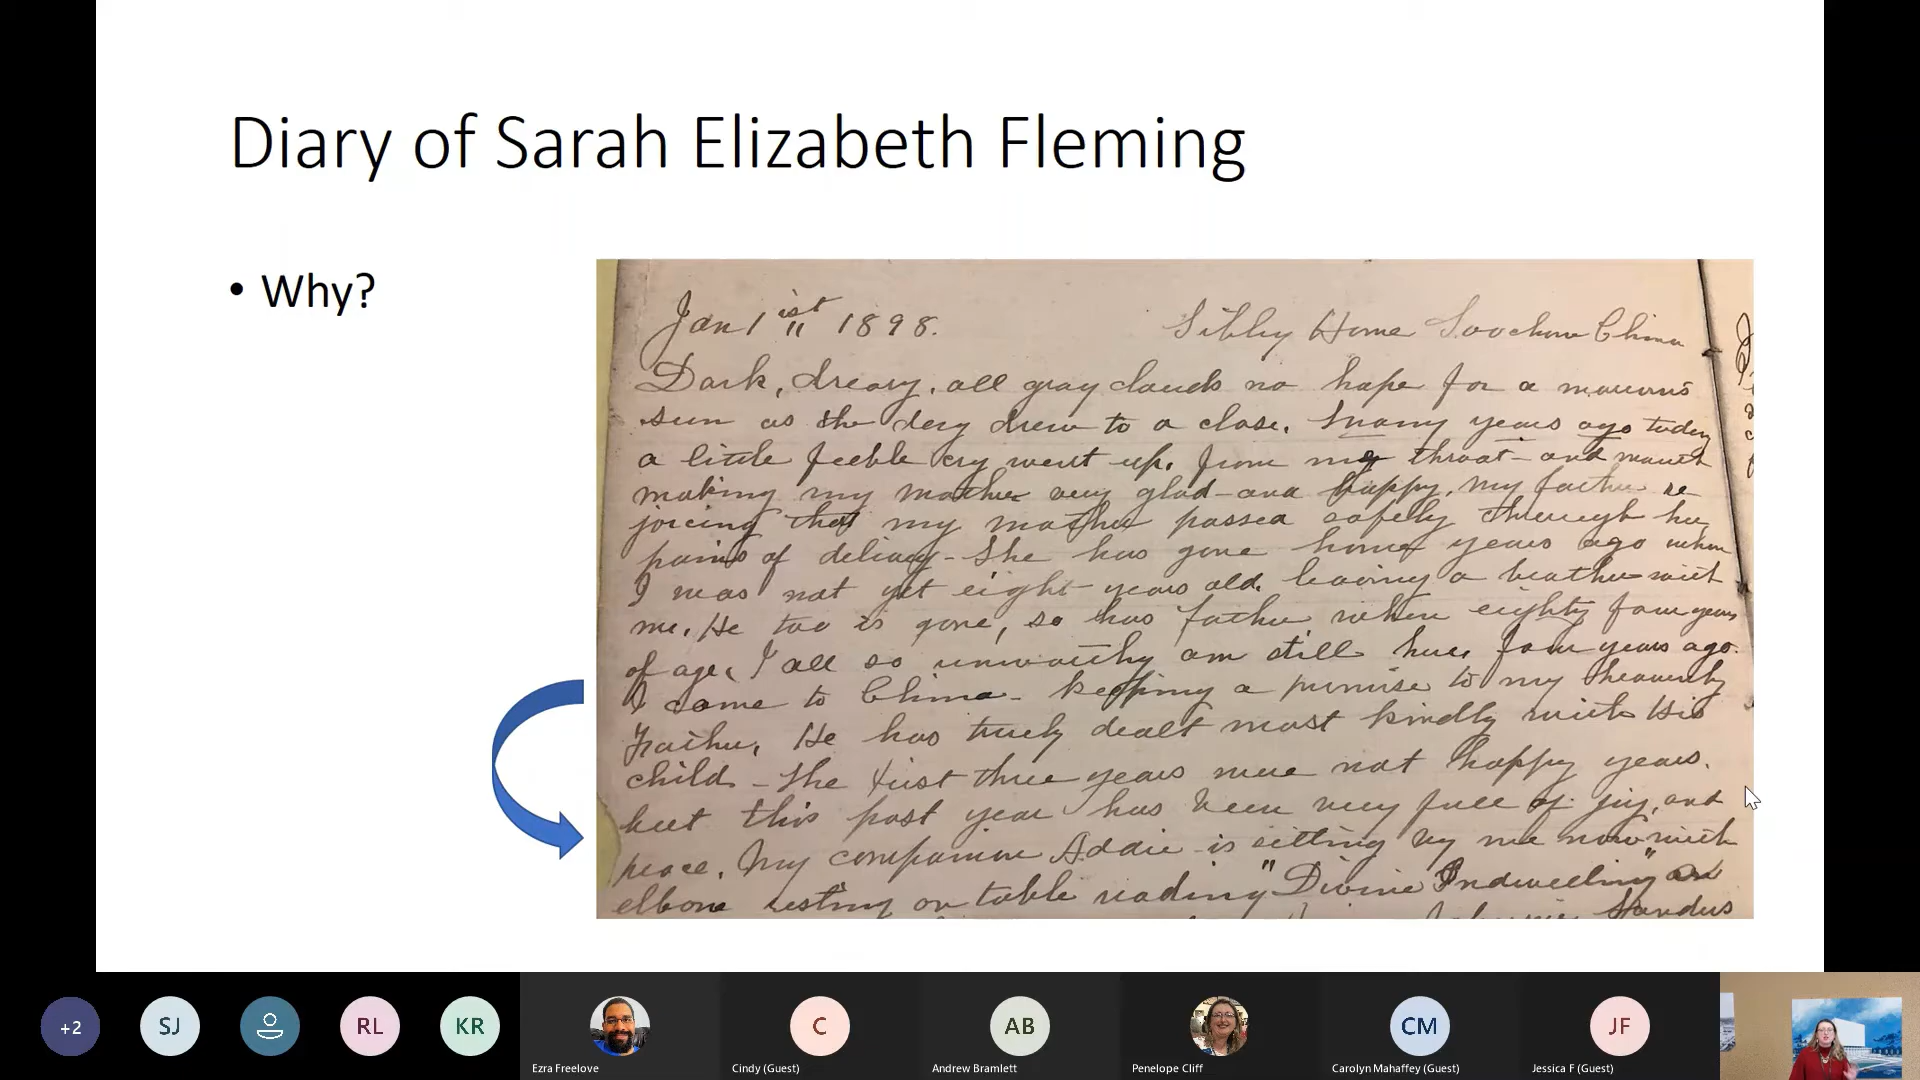 Diary of Sarah Elizabeth Fleming
• Why?
Jan 1 ist 1898. Sibley Home Soochow China
Dark, dreary, all gray clouds no hope for a
sun as the day drew to a close. Many years ago today
a little feeble cry went up, from my throat and mouth
making my mother very glad and happy, my father re-
joicing that my mother passed safely through her
pains of delivery - She has gone home years ago when
I was not yet eight years old, leaving a brother with
me. He too is gone, so has father when eighty four years
of age, I all so unworthy am still here, four years ago.
I came to China - keeping a promise to my heavenly
Father, He has truly dealt most kindly with His
child - The first three years were not happy years.
but this past year has been very full of joy, and
peace. My companion Addie is sitting by me now with
elbow resting on table reading "Divine Indwelling"
Sanders
+2
SJ
RL
KR
C
AB
CM
JF
Ezra Freelove
Cindy (Guest)
Andrew Bramlett
Penelope Cliff
Carolyn Mahaffey (Guest)
Jessica F (Guest)